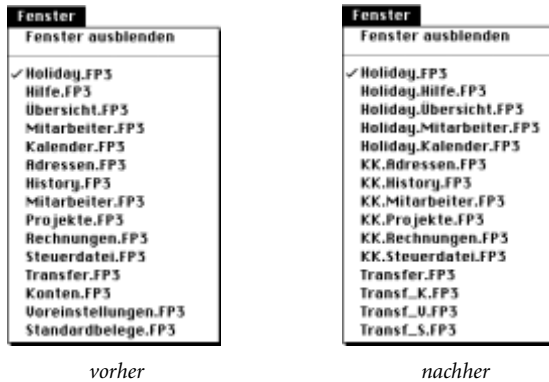 Fenster
Fenster ausblenden
✓Holiday.FP3
Hilfe.FP3
Übersicht.FP3
Mitarbeiter.FP3
Kalender.FP3
Adressen.FP3
History.FP3
Mitarbeiter.FP3
Projekte.FP3
Rechnungen.FP3
Steuerdatei.FP3
Transfer.FP3
Konten.FP3
Voreinstellungen.FP3
Standardbelege.FP3
vorher
Fenster
Fenster ausblenden
✓Holiday.FP3
Holiday.Hilfe.FP3
Holiday.Übersicht.FP3
Holiday.Mitarbeiter.FP3
Holiday.Kalender.FP3
KK.Adressen.FP3
KK.History.FP3
KK.Mitarbeiter.FP3
KK.Projekte.FP3
KK.Rechnungen.FP3
KK.Steuerdatei.FP3
Transfer.FP3
Transf_K.FP3
Transf_V.FP3
Transf_S.FP3
nachher